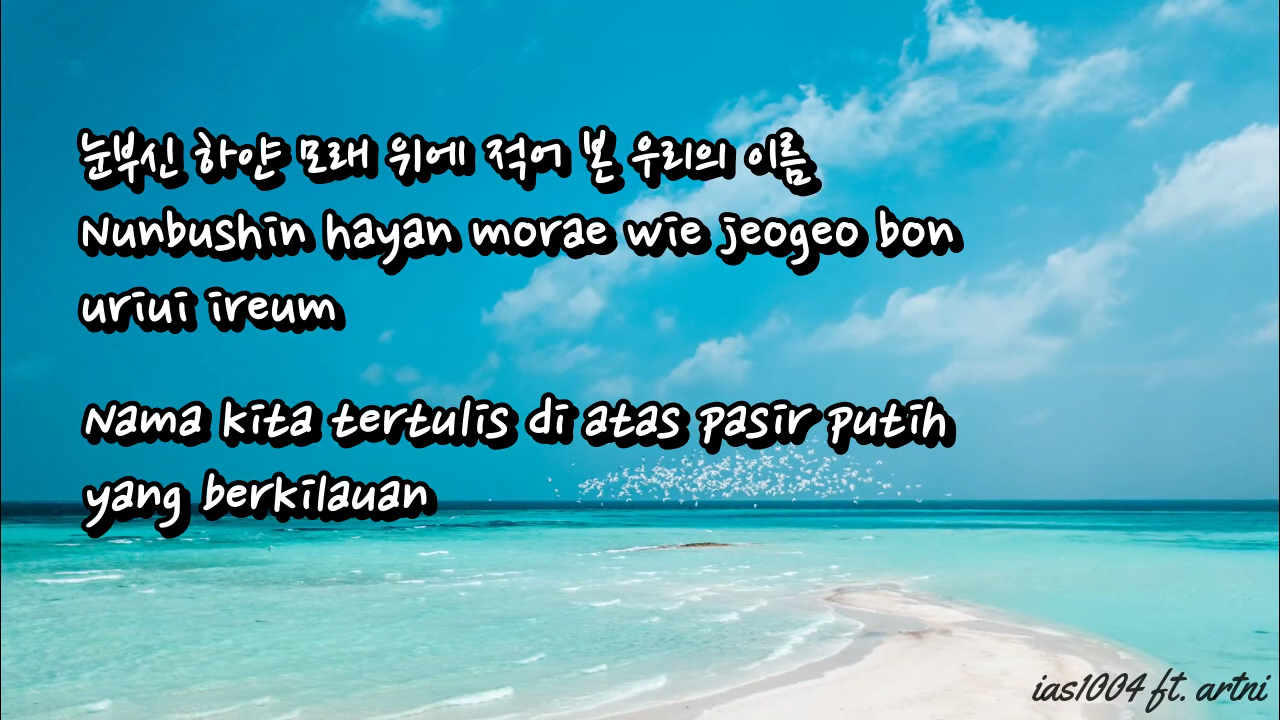 눈부신 하얀 모래 위에 적어 본 우리의 이름
Nunbushin hayan morae wie jeogeo bon
uriui ireum
Nama kita tertulis di atas pasir putih
yang berkilauan
ias1004 ft. artni